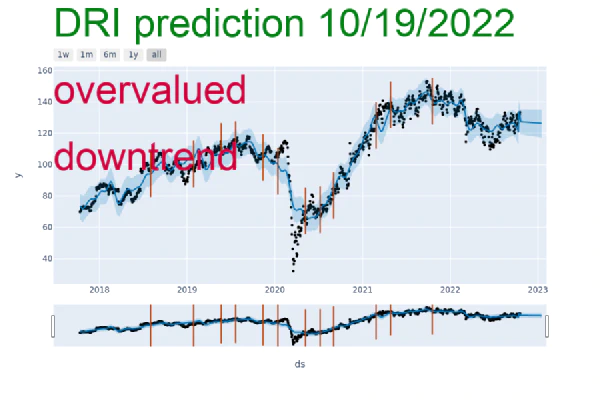 DRI prediction 10/19/2022
1w 1m 6m 1y all
160
overvalued
140
120
downtrend
100
80
60
40
y
2018 2019 2020 2021 2022 2023
ds